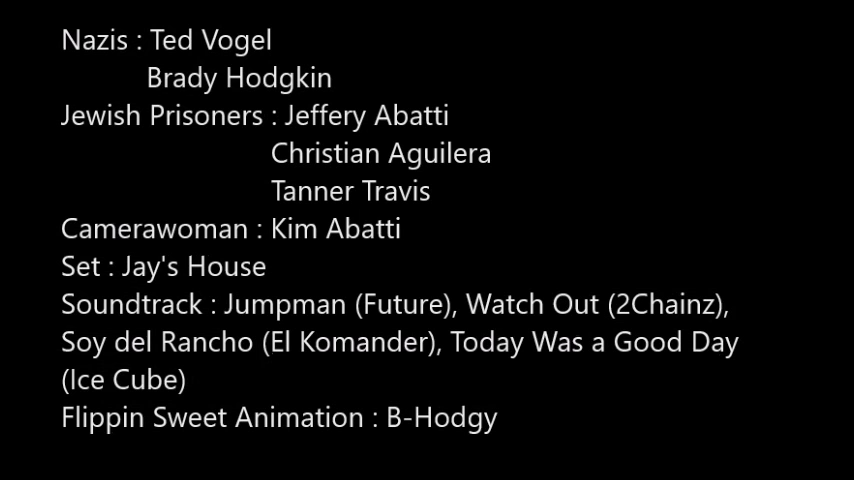 Nazis : Ted Vogel
Brady Hodgkin
Jewish Prisoners : Jeffery Abatti
Christian Aguilera
Tanner Travis
Camerawoman : Kim Abatti
Set : Jay's House
Soundtrack : Jumpman (Future), Watch Out (2Chainz),
Soy del Rancho (El Komander), Today Was a Good Day
(Ice Cube)
Flippin Sweet Animation : B-Hodgy